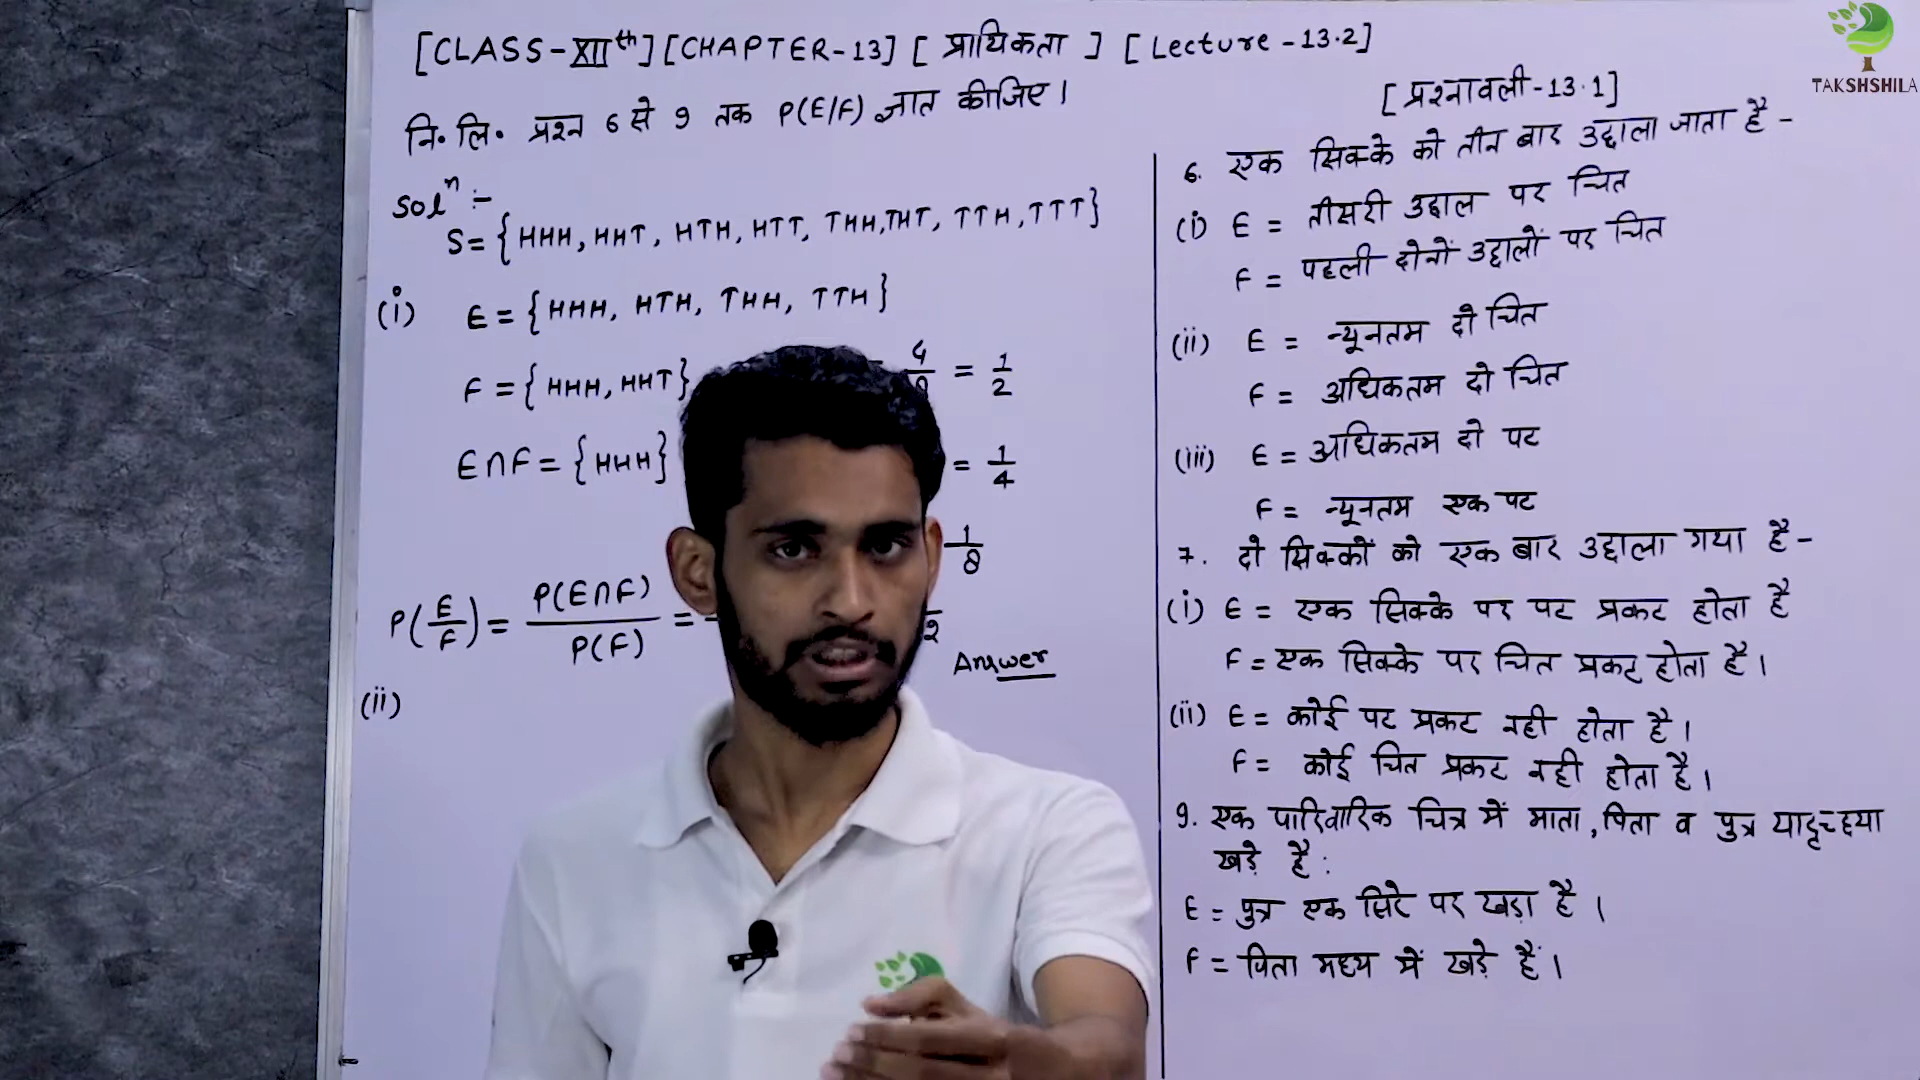 [CLASS-XIIth] [CHAPTER-13] [ प्रायिकता ] [ Lecture -13.2]
नि. लि. प्रश्न 6 से 9 तक P(E/F) ज्ञात कीजिए।
Solⁿ :-
S= {HHH, HHT, HTH, HTT, THH, THT, TTH, TTT}
(i) E = {HHH, HTH, THH, TTH}
F = {HHH, HHT}
= 1/2
E∩F = {HHH}
= 1/4
1/8
P(E/F) = P(E∩F)/P(F) =
Answer
(ii)
TAKSHSHILA
[प्रश्नावली-13.1]
6. एक सिक्के को तीन बार उछाला जाता है -
(i) E = तीसरी उछाल पर चित
F = पहली दोनों उछालों पर चित
(ii) E = न्यूनतम दो चित
F = अधिकतम दो चित
(iii) E = अधिकतम दो पट
F = न्यूनतम एक पट
7. दो सिक्कों को एक बार उछाला गया है -
(i) E = एक सिक्के पर पट प्रकट होता है
F = एक सिक्के पर चित प्रकट होता है।
(ii) E = कोई पट प्रकट नही होता है।
F = कोई चित प्रकट नही होता है।
9. एक पारिवारिक चित्र में माता, पिता व पुत्र यादृच्छया
खड़े है :
E = पुत्र एक सिरे पर खड़ा है।
F = पिता मध्य में खड़े हैं।